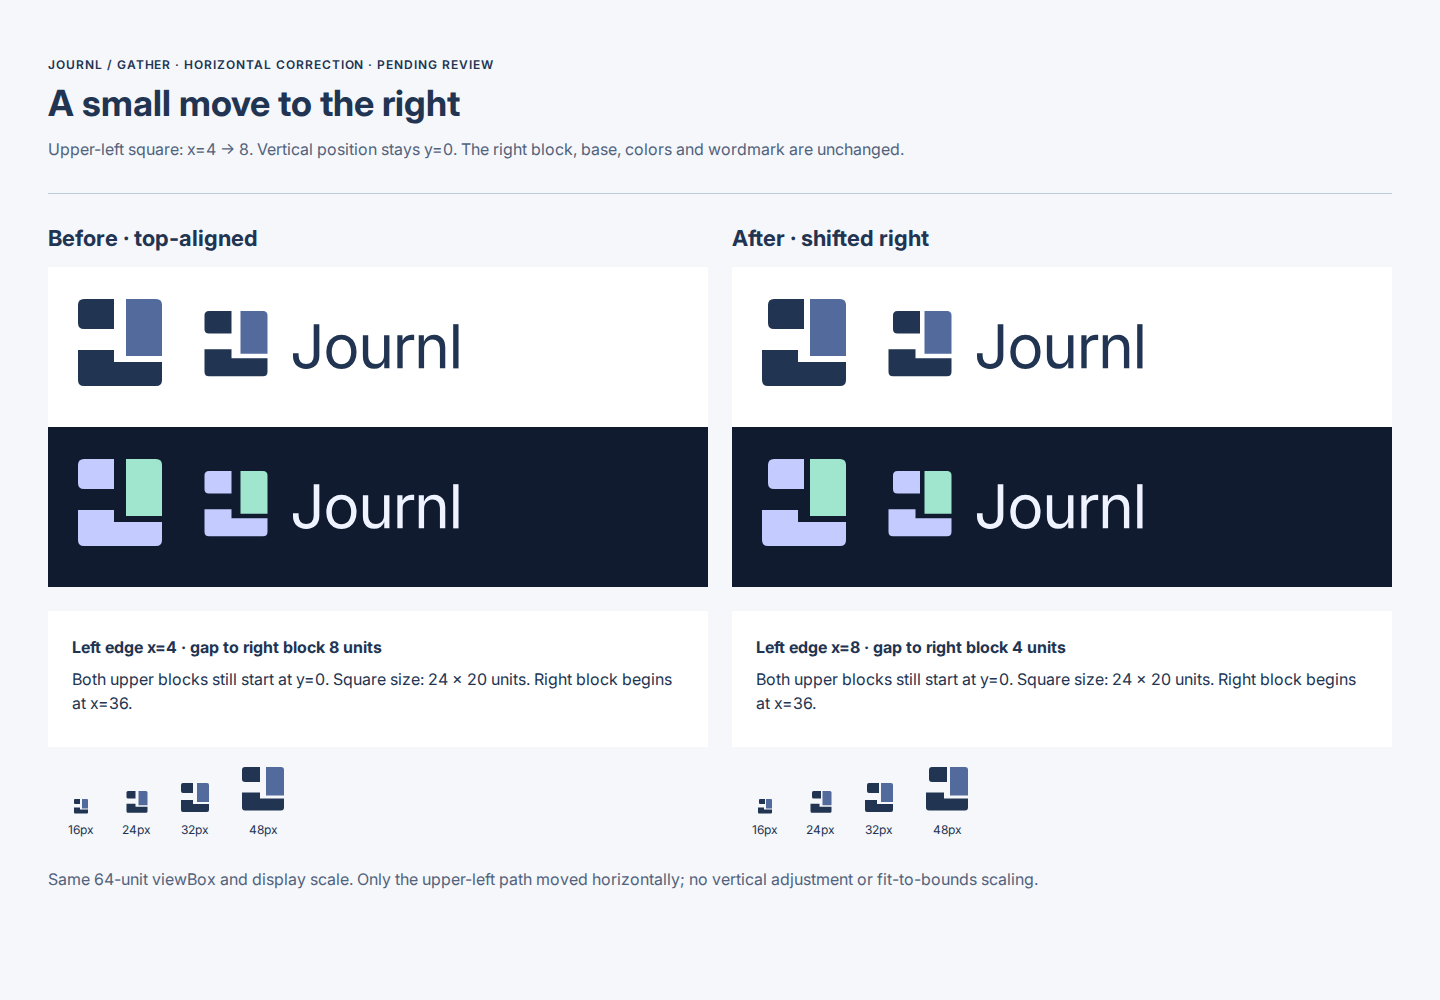 JOURNL / GATHER · HORIZONTAL CORRECTION · PENDING REVIEW
A small move to the right
Upper-left square: x=4 → 8. Vertical position stays y=0. The right block, base, colors and wordmark are unchanged.
Before · top-aligned
Journl
Journl
Left edge x=4 · gap to right block 8 units
Both upper blocks still start at y=0. Square size: 24 × 20 units. Right block begins
at x=36.
16px
24px
32px
48px
After · shifted right
Journl
Journl
Left edge x=8 · gap to right block 4 units
Both upper blocks still start at y=0. Square size: 24 × 20 units. Right block begins
at x=36.
16px
24px
32px
48px
Same 64-unit viewBox and display scale. Only the upper-left path moved horizontally; no vertical adjustment or fit-to-bounds scaling.